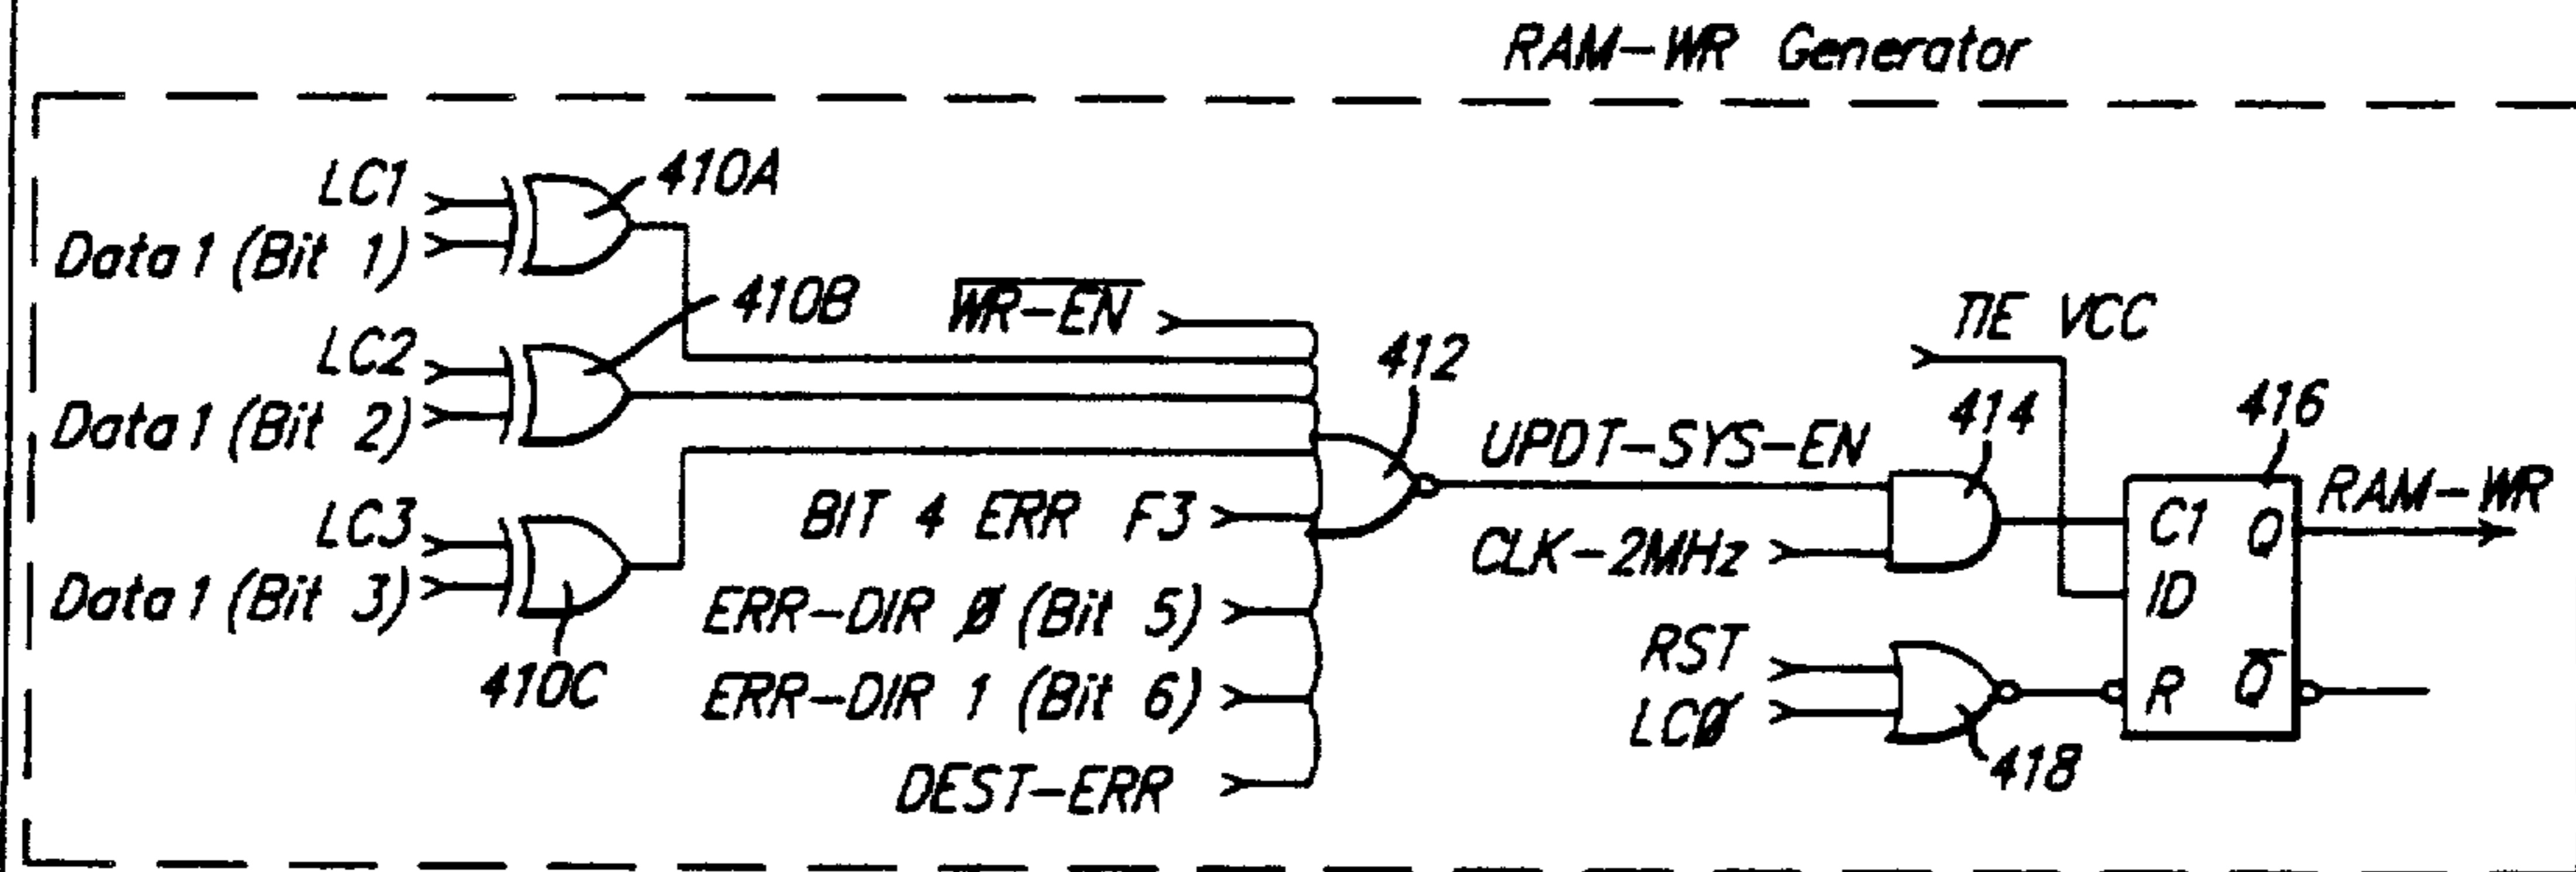 RAM-WR Generator
LC1
410A
Data 1 (Bit 1)
410B
WR-EN
LC2
Data 1 (Bit 2)
412
TIE VCC
414
416
UPDT-SYS-EN
RAM-WR
LC3
BIT 4 ERR F3
CLK-2MHz
C1 Q
Data 1 (Bit 3)
ERR-DIR Ø (Bit 5)
1D
410C
RST
ERR-DIR 1 (Bit 6)
LCØ
R Q
418
DEST-ERR